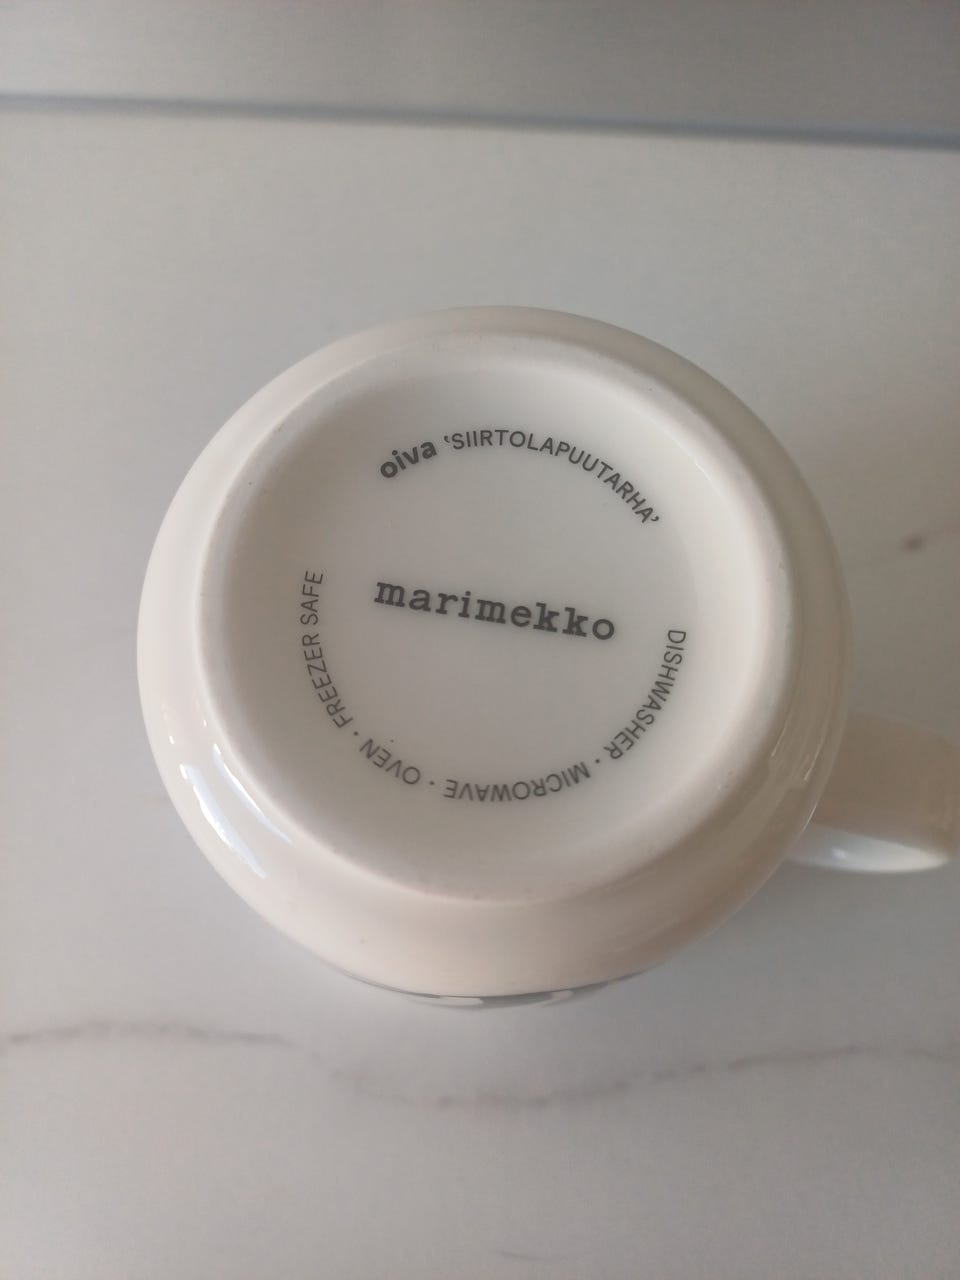 oiva ‘SIIRTOLAPUUTARHA’
marimekko
DISHWASHER · MICROWAVE · OVEN · FREEZER SAFE